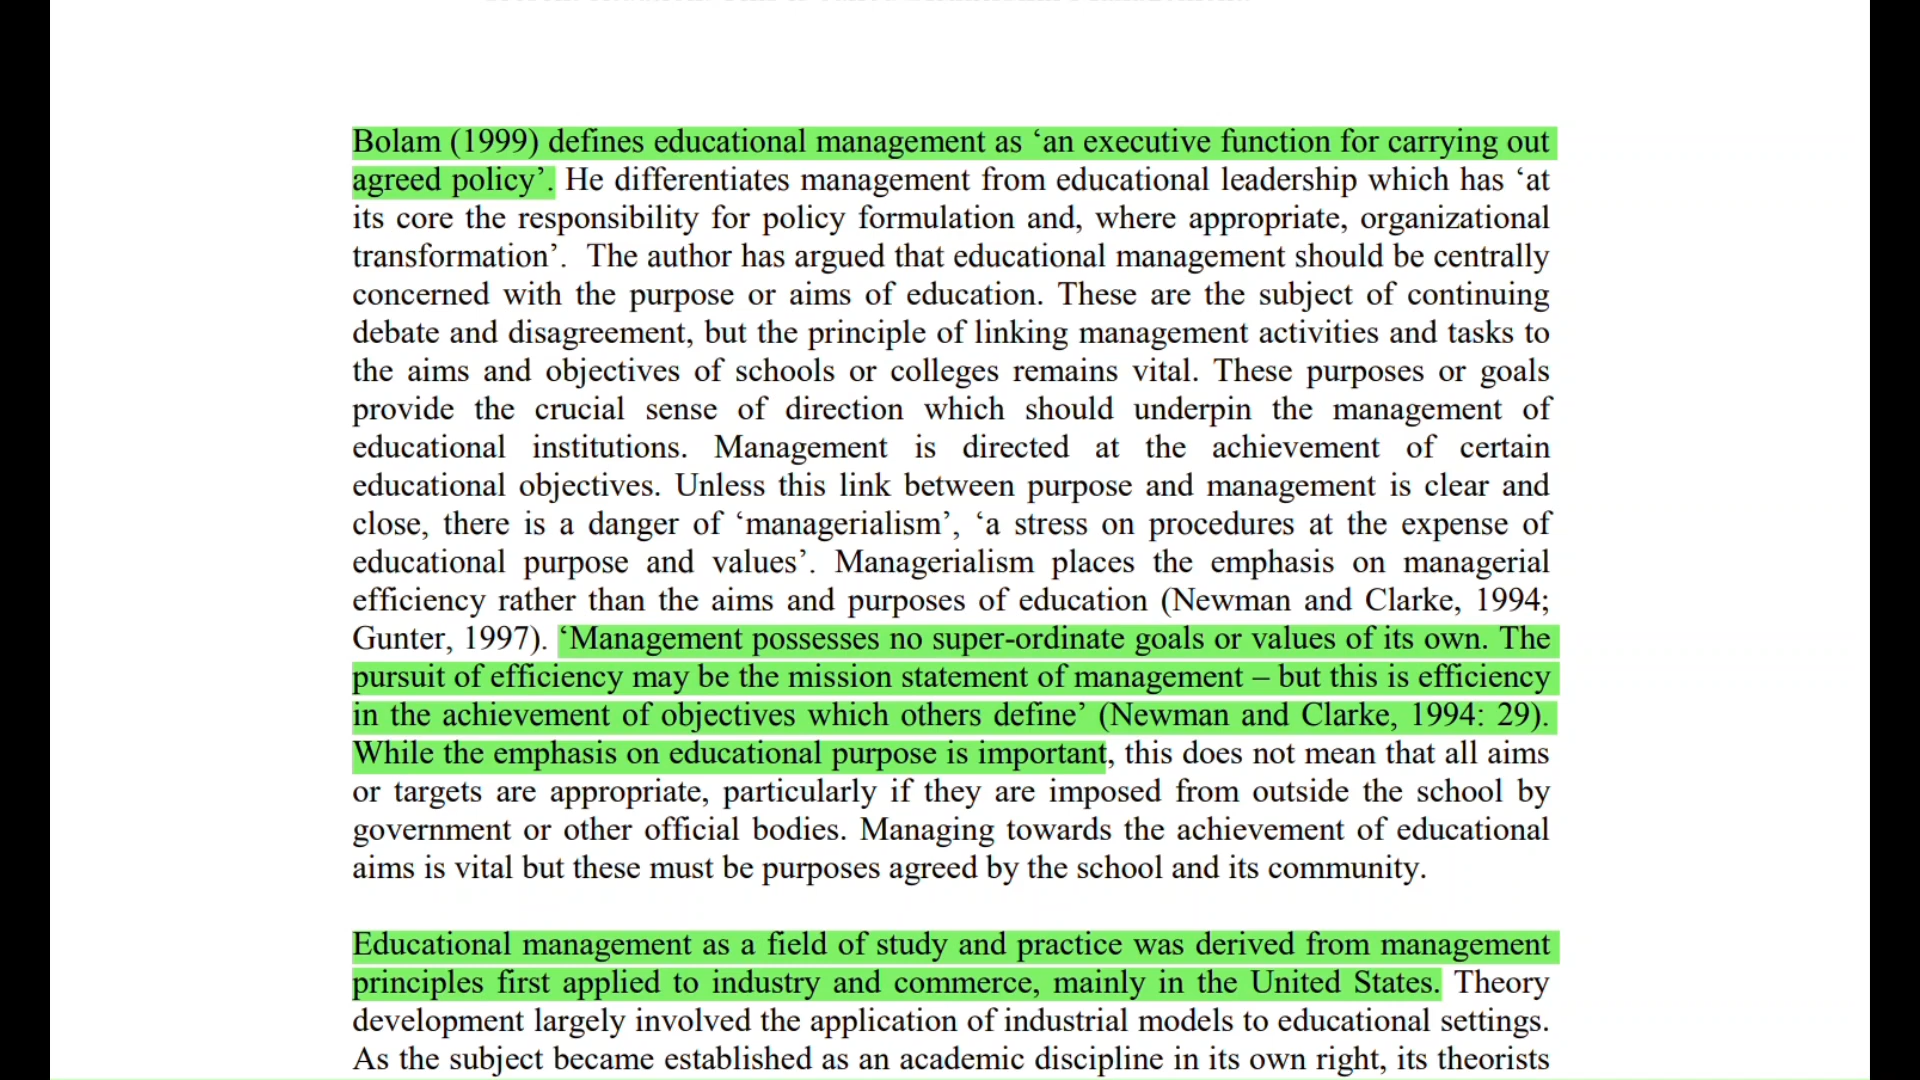 Bolam (1999) defines educational management as ‘an executive function for carrying out
agreed policy’. He differentiates management from educational leadership which has ‘at
its core the responsibility for policy formulation and, where appropriate, organizational
transformation’. The author has argued that educational management should be centrally
concerned with the purpose or aims of education. These are the subject of continuing
debate and disagreement, but the principle of linking management activities and tasks to
the aims and objectives of schools or colleges remains vital. These purposes or goals
provide the crucial sense of direction which should underpin the management of
educational institutions. Management is directed at the achievement of certain
educational objectives. Unless this link between purpose and management is clear and
close, there is a danger of ‘managerialism’, ‘a stress on procedures at the expense of
educational purpose and values’. Managerialism places the emphasis on managerial
efficiency rather than the aims and purposes of education (Newman and Clarke, 1994;
Gunter, 1997). ‘Management possesses no super-ordinate goals or values of its own. The
pursuit of efficiency may be the mission statement of management – but this is efficiency
in the achievement of objectives which others define’ (Newman and Clarke, 1994: 29).
While the emphasis on educational purpose is important, this does not mean that all aims
or targets are appropriate, particularly if they are imposed from outside the school by
government or other official bodies. Managing towards the achievement of educational
aims is vital but these must be purposes agreed by the school and its community.
Educational management as a field of study and practice was derived from management
principles first applied to industry and commerce, mainly in the United States. Theory
development largely involved the application of industrial models to educational settings.
As the subject became established as an academic discipline in its own right, its theorists